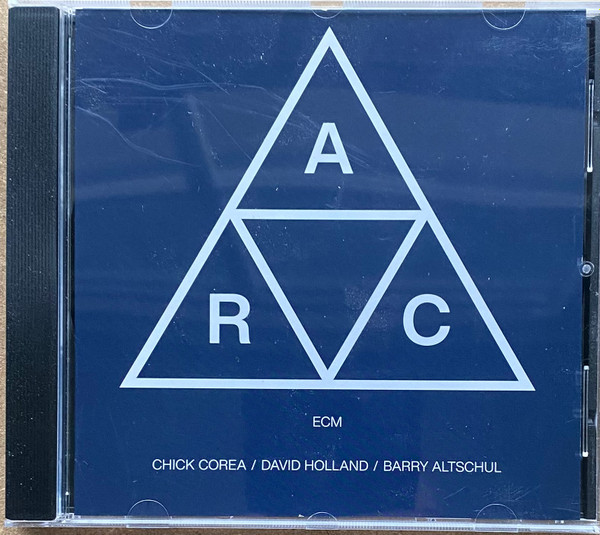 A
R C
ECM
CHICK COREA / DAVID HOLLAND / BARRY ALTSCHUL